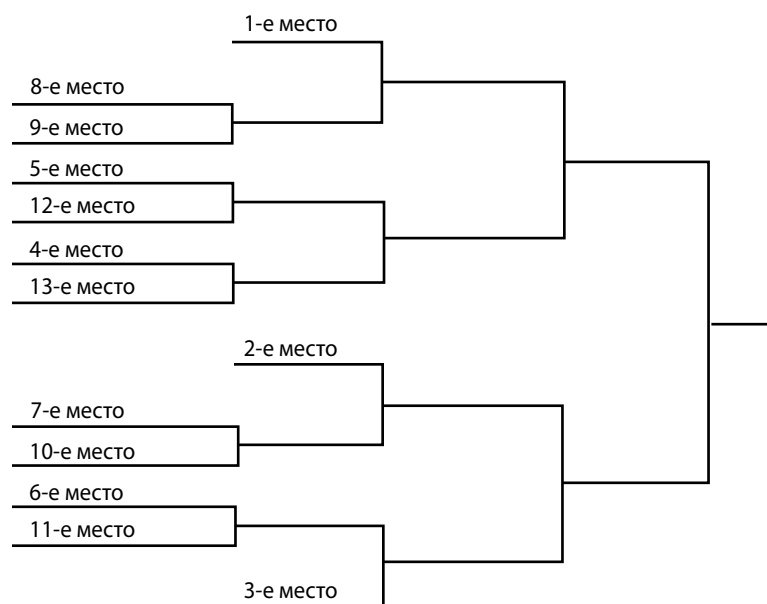 1-е место
8-е место
9-е место
5-е место
12-е место
4-е место
13-е место
2-е место
7-е место
10-е место
6-е место
11-е место
3-е место